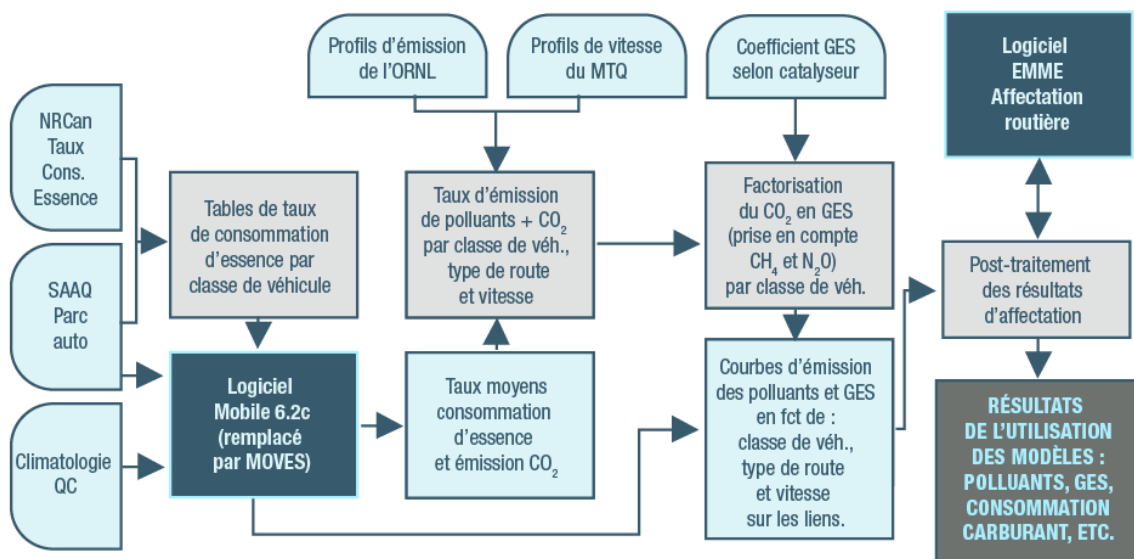 Profils d'émission
de l'ORNL
Profils de vitesse
du MTQ
Coefficient GES
selon catalyseur
Logiciel
EMME
Affectation
routière
NRCan
Taux
Cons.
Essence
Tables de taux
de consommation
d'essence par
classe de véhicule
Taux d'émission
de polluants + CO₂
par classe de véh.,
type de route
et vitesse
Factorisation
du CO₂ en GES
(prise en compte
CH₄ et N₂O)
par classe de véh.
Post-traitement
des résultats
d'affectation
SAAQ
Parc
auto
Logiciel
Mobile 6.2c
(remplacé
par MOVES)
Taux moyens
consommation
d'essence
et émission CO₂
Courbes d'émission
des polluants et GES
en fct de :
classe de véh.,
type de route
et vitesse
sur les liens.
RÉSULTATS
DE L'UTILISATION
DES MODÈLES :
POLLUANTS, GES,
CONSOMMATION
CARBURANT, ETC.
Climatologie
QC